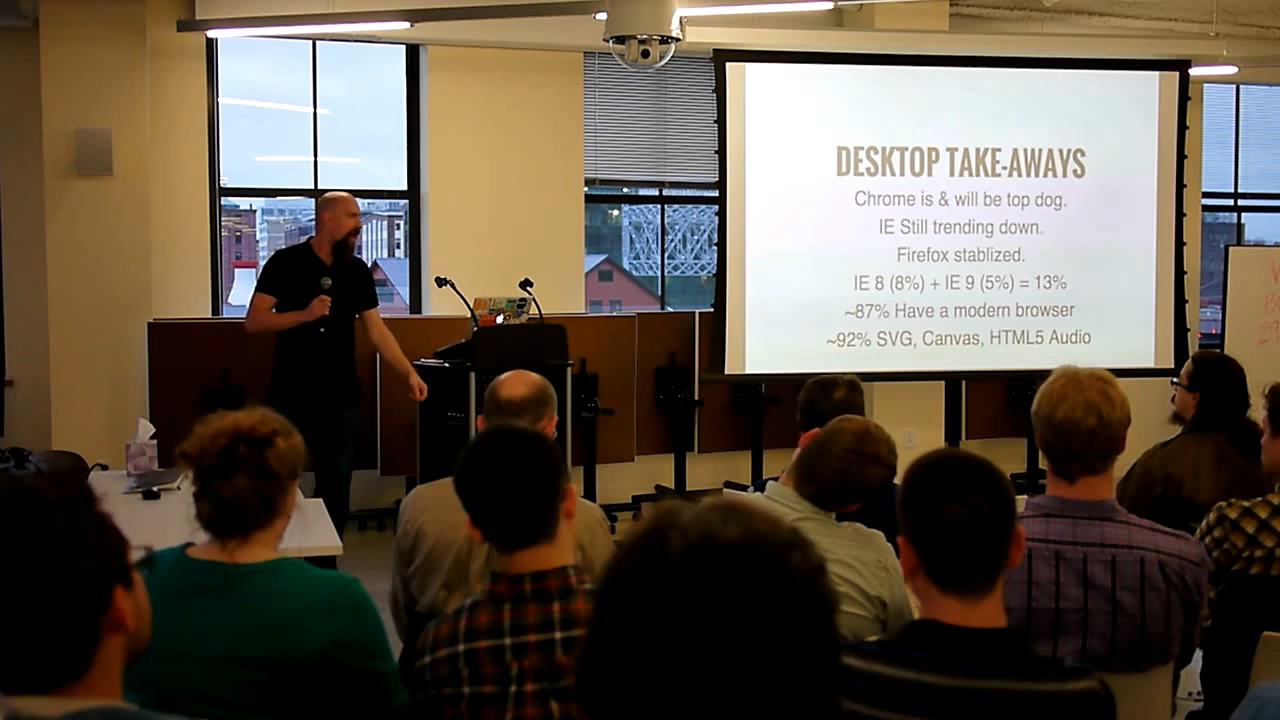 DESKTOP TAKE-AWAYS
Chrome is & will be top dog.
IE Still trending down.
Firefox stablized.
IE 8 (8%) + IE 9 (5%) = 13%
~87% Have a modern browser
~92% SVG, Canvas, HTML5 Audio